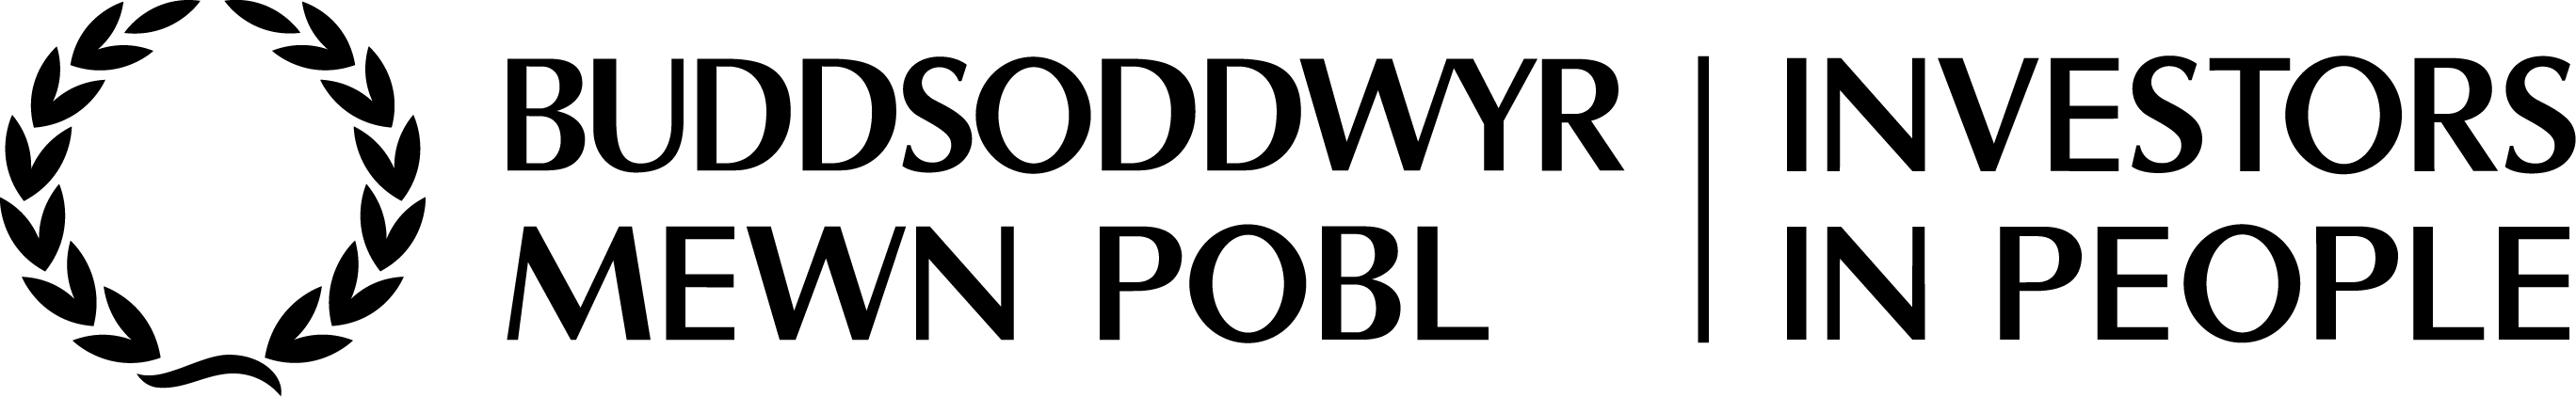 BUDDSODDWYR
MEWN POBL
INVESTORS
IN PEOPLE